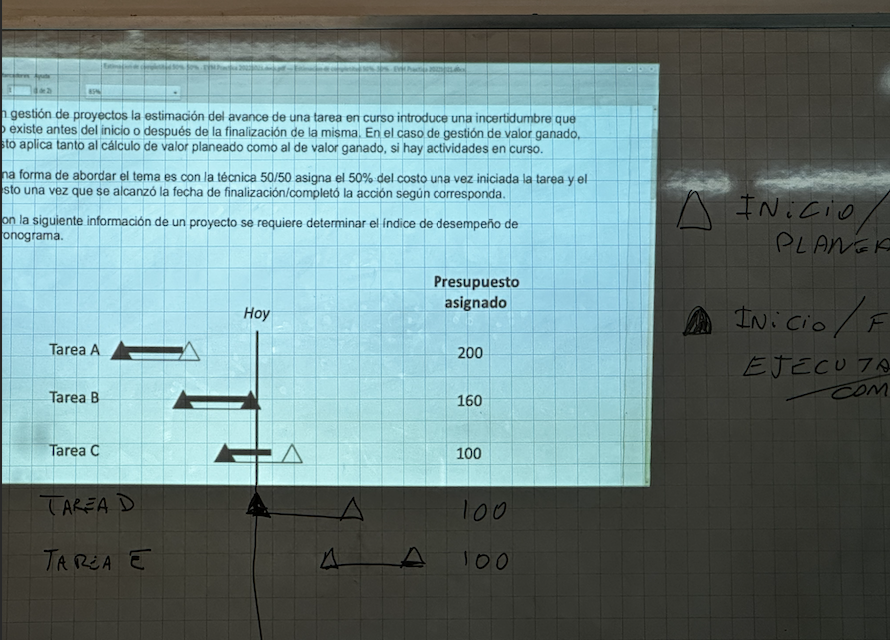 Ayuda
85%
gestión de proyectos la estimación del avance de una tarea en curso introduce una incertidumbre que
existe antes del inicio o después de la finalización de la misma. En el caso de gestión de valor ganado,
sto aplica tanto al cálculo de valor planeado como al de valor ganado, si hay actividades en curso.
na forma de abordar el tema es con la técnica 50/50 asigna el 50% del costo una vez iniciada la tarea y el
sto una vez que se alcanzó la fecha de finalización/completó la acción según corresponda.
on la siguiente información de un proyecto se requiere determinar el índice de desempeño de
onograma.
Presupuesto
asignado
Hoy
Tarea A 200
Tarea B 160
Tarea C 100
TAREA D 100
TAREA E 100
INiCiO /
PLANEA
INiCiO / F
EJECUTA
COM